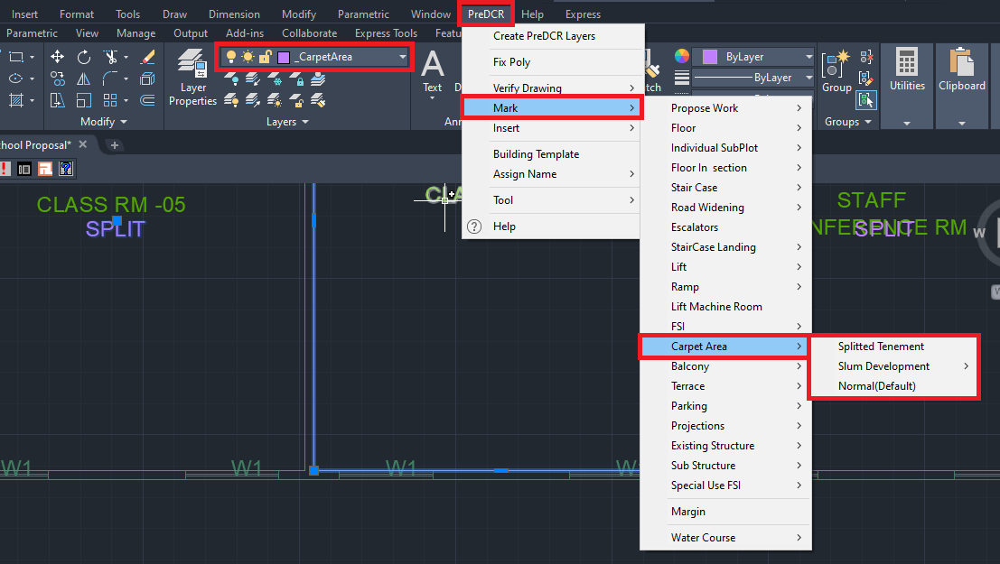 Insert Format Tools Draw Dimension Modify Parametric Window PreDCR Help Express
Parametric View Manage Output Add-ins Collaborate Express Tools Featu
_CarpetArea
Layer
Properties
Text
Modify
Layers
Ann
tch
ByLayer
ByLayer
Group
Groups
Utilities
Clipboard
chool Proposal*
Create PreDCR Layers
Fix Poly
Verify Drawing
Mark
Insert
Building Template
Assign Name
Tool
Help
Propose Work
Floor
Individual SubPlot
Floor In section
Stair Case
Road Widening
Escalators
StairCase Landing
Lift
Ramp
Lift Machine Room
FSI
Carpet Area
Balcony
Terrace
Parking
Projections
Existing Structure
Sub Structure
Special Use FSI
Margin
Water Course
Splitted Tenement
Slum Development
Normal(Default)
CLASS RM -05
SPLIT
CLA
STAFF
NFERENCE RM
SPLIT
W
W
W1
W1
W1
W1